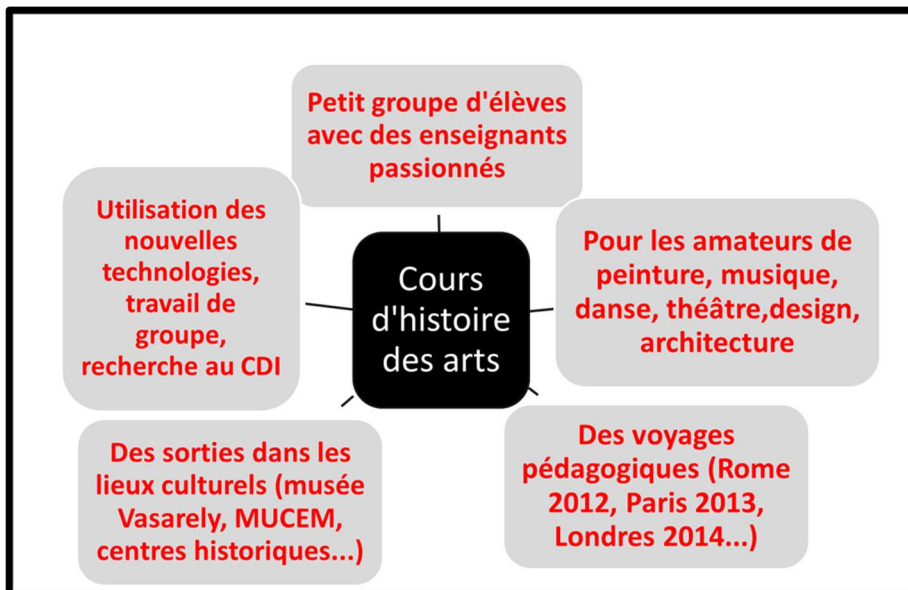 Petit groupe d'élèves
avec des enseignants
passionnés
Utilisation des
nouvelles
technologies,
travail de
groupe,
recherche au CDI
Cours
d'histoire
des arts
Pour les amateurs de
peinture, musique,
danse, théâtre,design,
architecture
Des sorties dans les
lieux culturels (musée
Vasarely, MUCEM,
centres historiques...)
Des voyages
pédagogiques (Rome
2012, Paris 2013,
Londres 2014...)